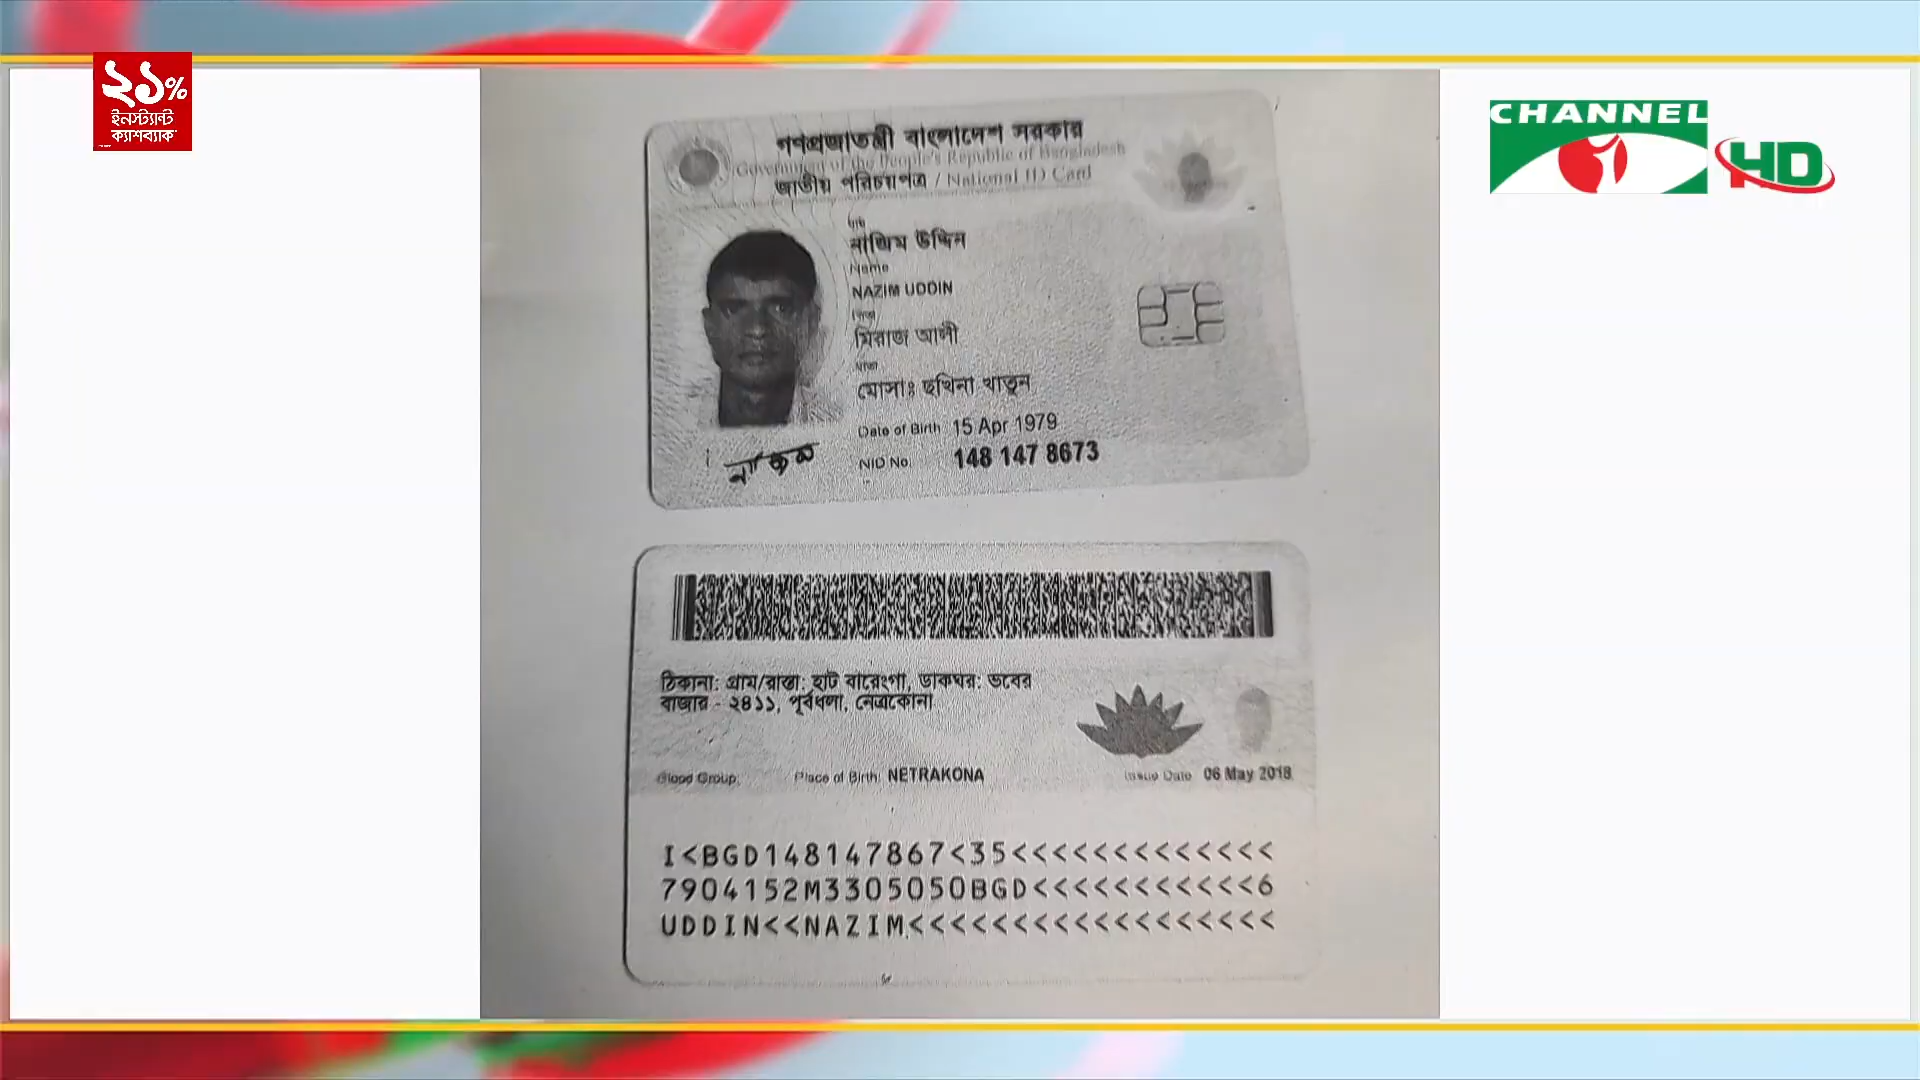 ২১%
ইনস্ট্যান্ট
ক্যাশব্যাক
CHANNEL
HD
গণপ্রজাতন্ত্রী বাংলাদেশ সরকার
Government of the People's Republic of Bangladesh
জাতীয় পরিচয়পত্র / National ID Card
নাম
নাজিম উদ্দিন
Name
NAZIM UDDIN
পিতা
মিরাজ আলী
মাতা
মোসাঃ ছখিনা খাতুন
Date of Birth 15 Apr 1979
NID No. 148 147 8673
ঠিকানা: গ্রাম/রাস্তা: হাট বারেংগা, ডাকঘর: ভবের
বাজার - ২৪১১, পূর্বধলা, নেত্রকোনা
Blood Group: Place of Birth: NETRAKONA Issue Date 06 May 2018
I<BGD148147867<35<<<<<<<<<<<<<
7904152M3305050BGD<<<<<<<<<<<6
UDDIN<<NAZIM<<<<<<<<<<<<<<<<<<